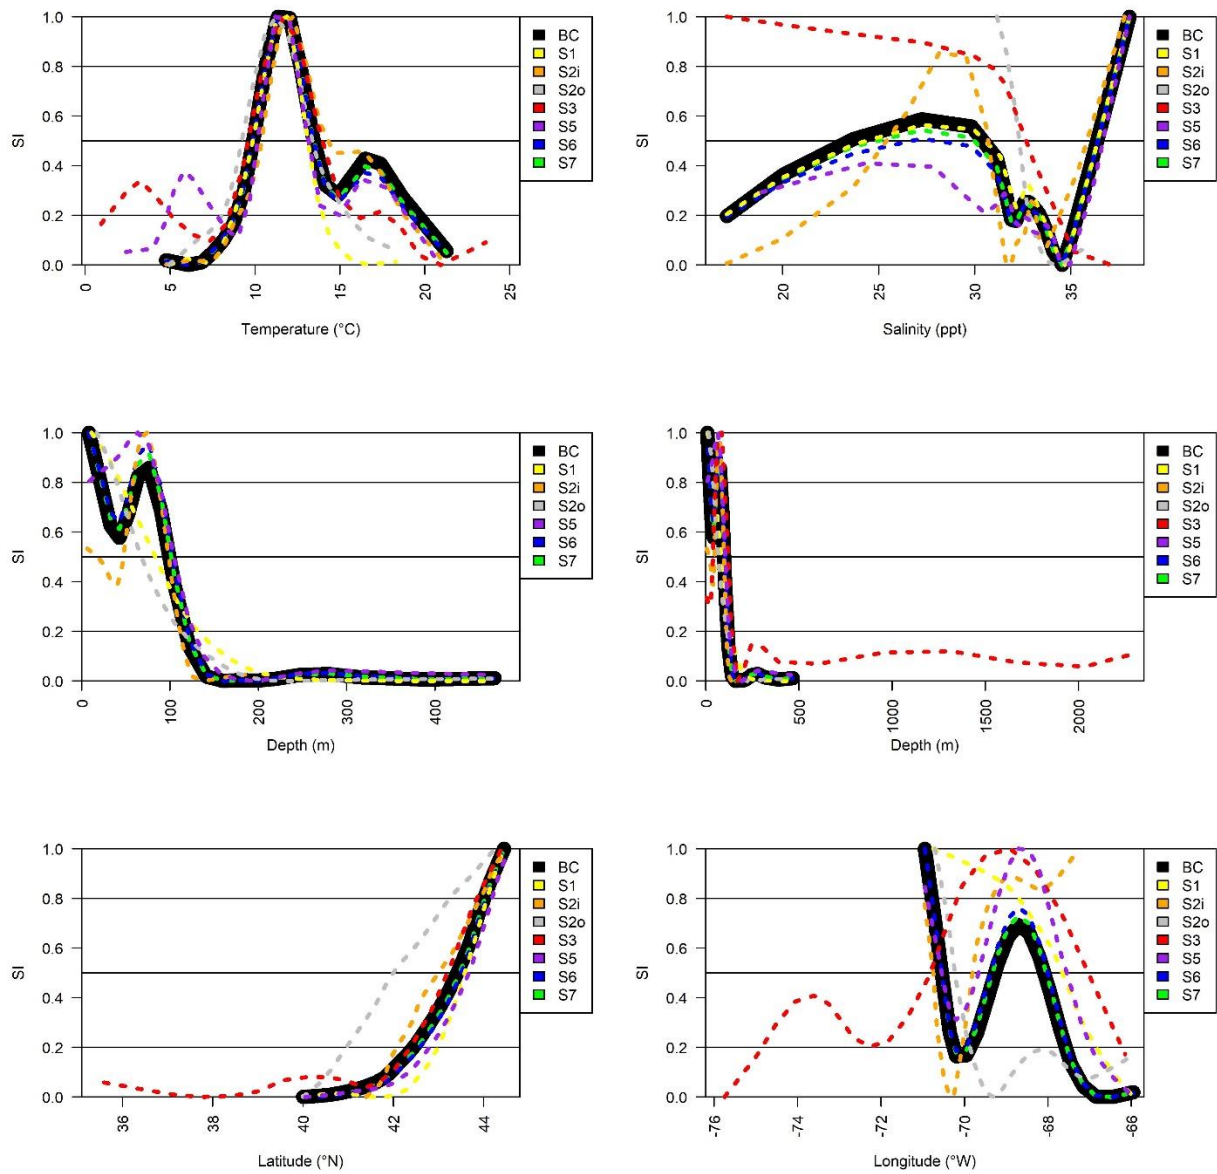 1.0
0.8
0.6
0.4
0.2
0.0
SI
0
5
10
15
20
25
Temperature (°C)
BC
S1
S2i
S2o
S3
S5
S6
S7
1.0
0.8
0.6
0.4
0.2
0.0
SI
20
25
30
35
Salinity (ppt)
BC
S1
S2i
S2o
S3
S5
S6
S7
1.0
0.8
0.6
0.4
0.2
0.0
SI
0
100
200
300
400
Depth (m)
BC
S1
S2i
S2o
S5
S6
S7
1.0
0.8
0.6
0.4
0.2
0.0
SI
0
500
1000
1500
2000
Depth (m)
BC
S1
S2i
S2o
S3
S5
S6
S7
1.0
0.8
0.6
0.4
0.2
0.0
SI
36
38
40
42
44
Latitude (°N)
BC
S1
S2i
S2o
S3
S5
S6
S7
1.0
0.8
0.6
0.4
0.2
0.0
SI
-76
-74
-72
-70
-68
-66
Longitude (°W)
BC
S1
S2i
S2o
S3
S5
S6
S7